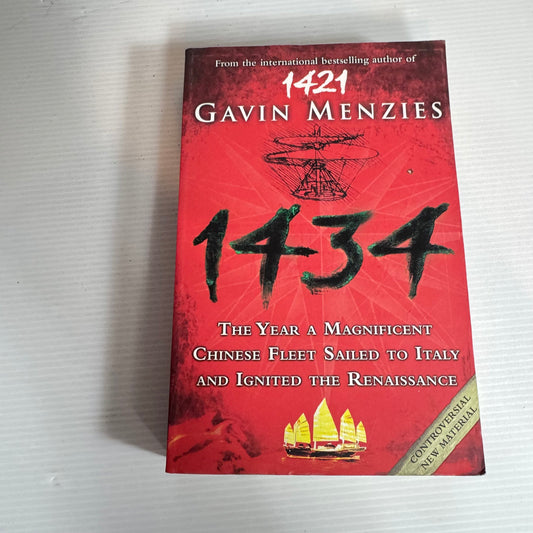 From the international bestselling author of
1421
GAVIN MENZIES
1434
THE YEAR A MAGNIFICENT
CHINESE FLEET SAILED TO ITALY
AND IGNITED THE RENAISSANCE
CONTROVERSIAL
NEW MATERIAL